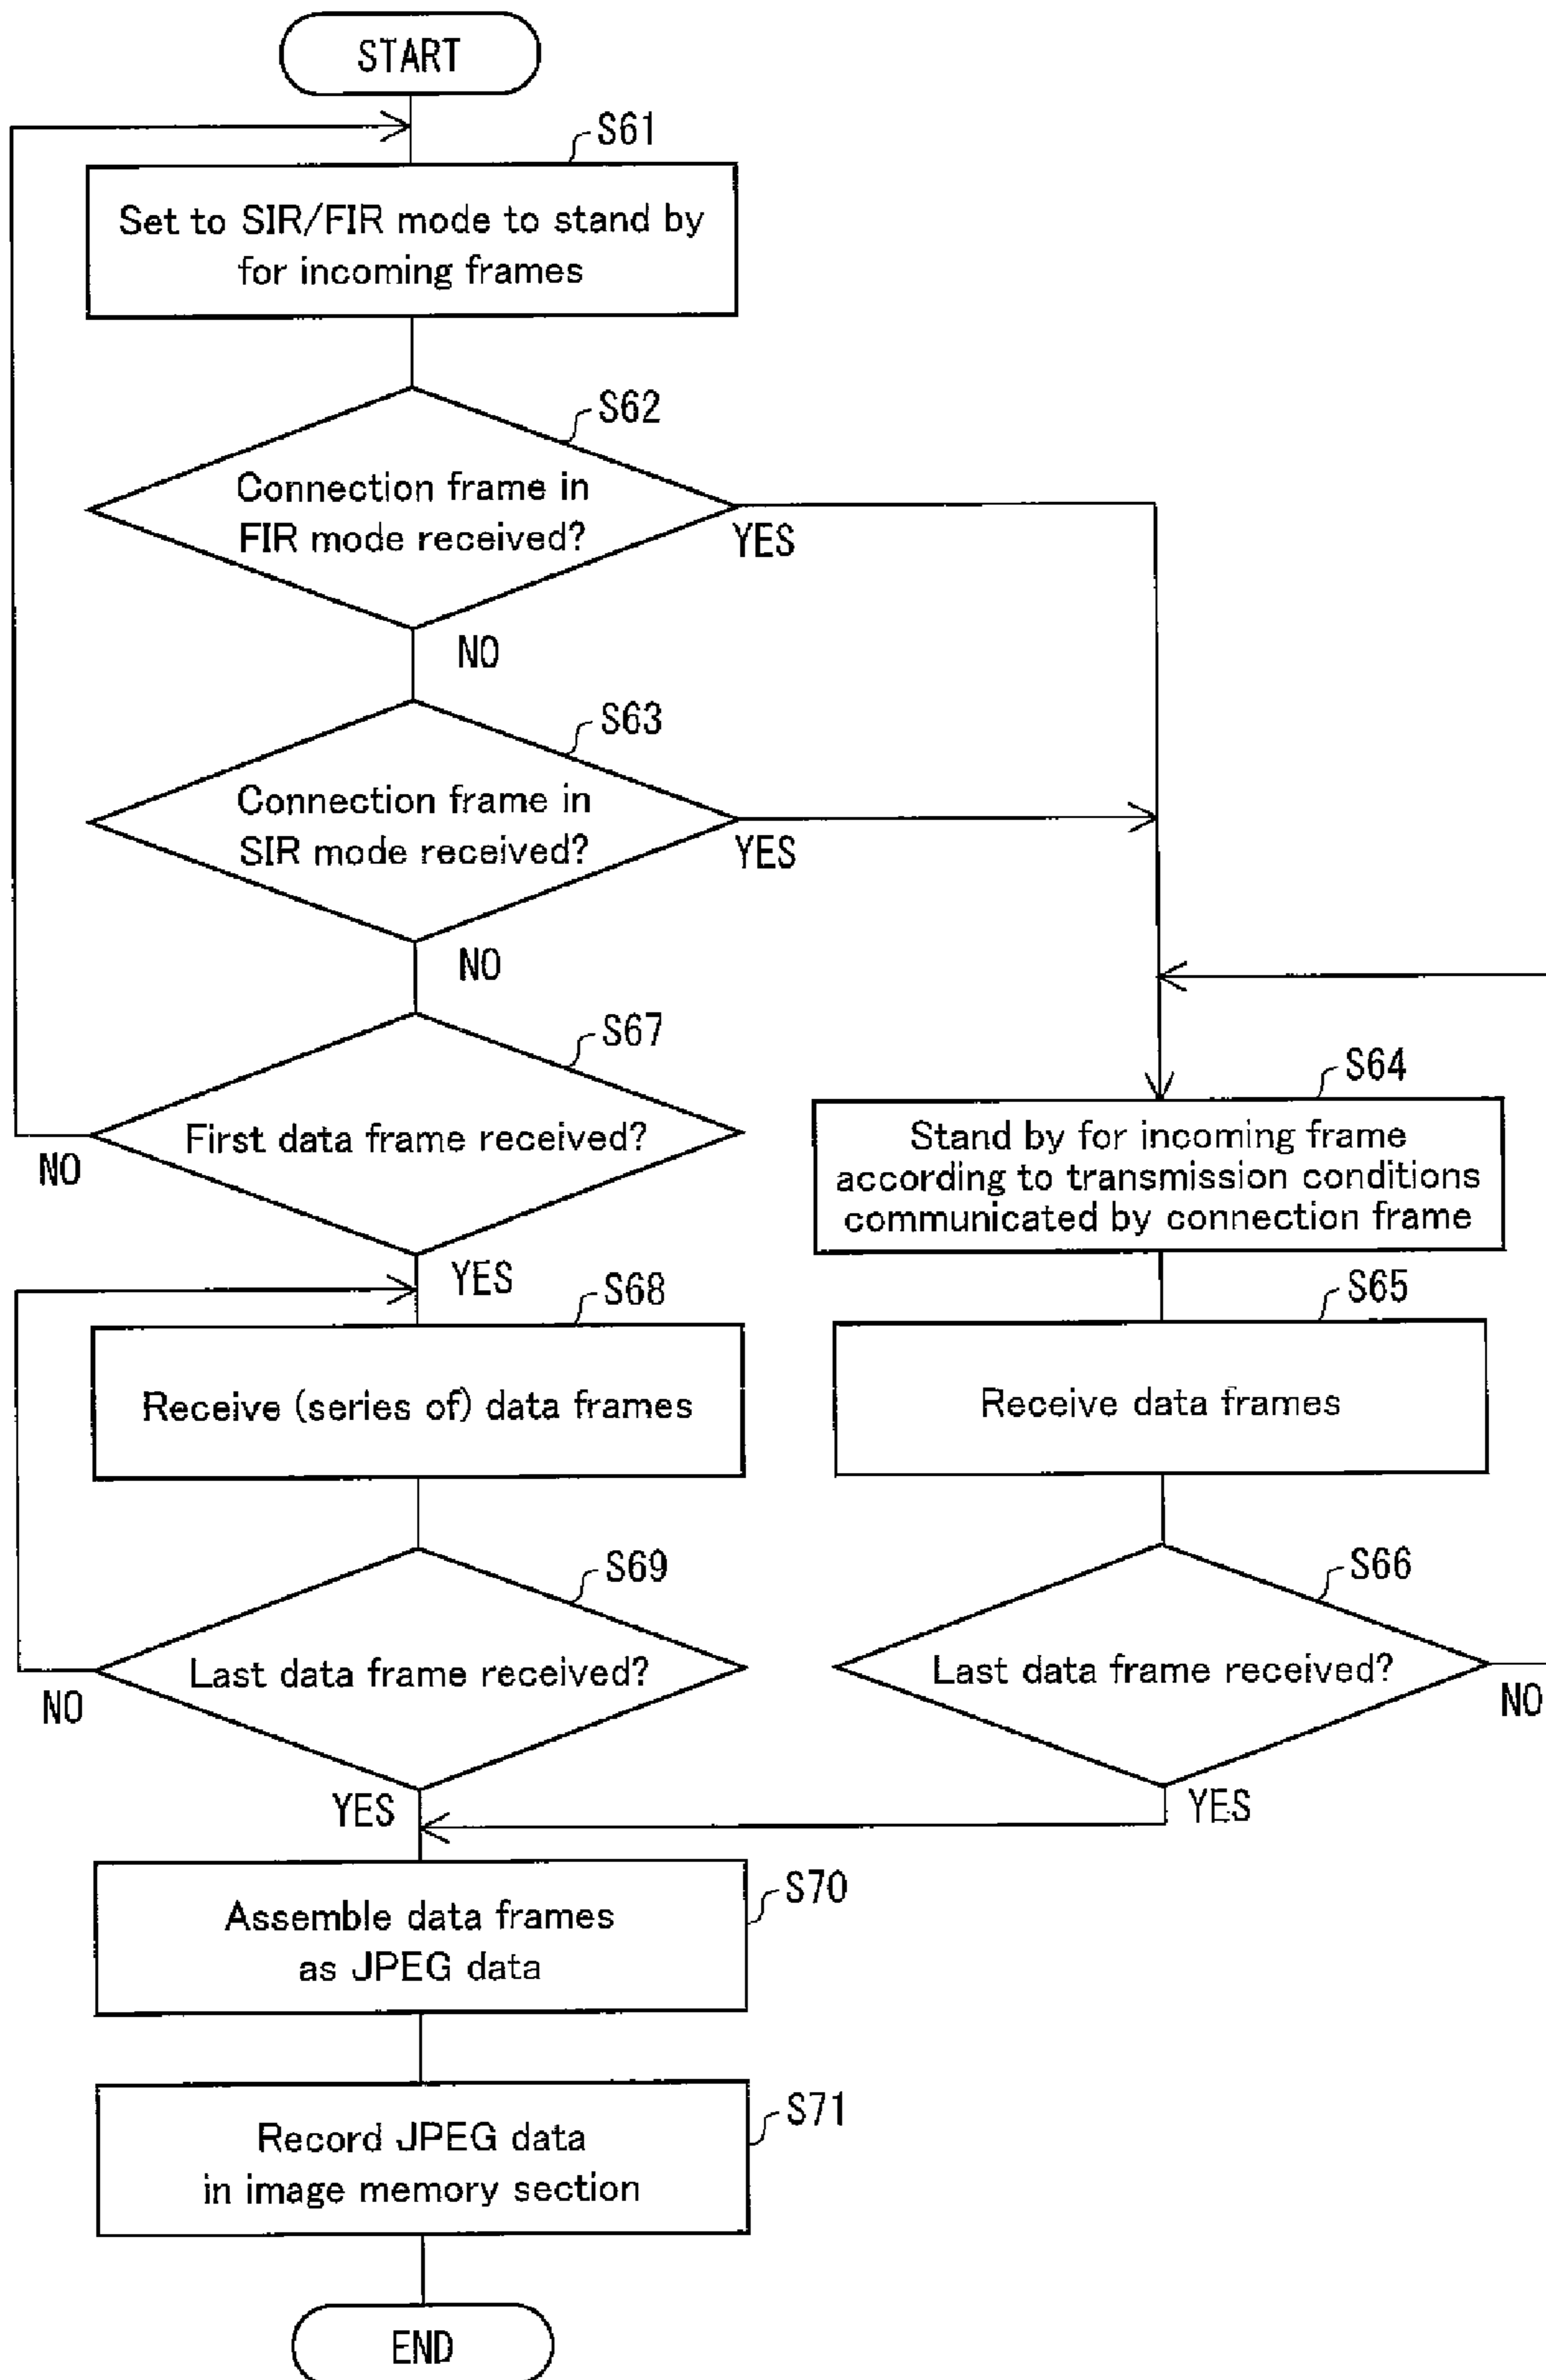 START
S61
Set to SIR/FIR mode to stand by
for incoming frames
S62
Connection frame in
FIR mode received?
YES
NO
S63
Connection frame in
SIR mode received?
YES
NO
S67
First data frame received?
NO
YES
S64
Stand by for incoming frame
according to transmission conditions
communicated by connection frame
S68
Receive (series of) data frames
S65
Receive data frames
S69
Last data frame received?
NO
YES
S66
Last data frame received?
NO
YES
S70
Assemble data frames
as JPEG data
S71
Record JPEG data
in image memory section
END